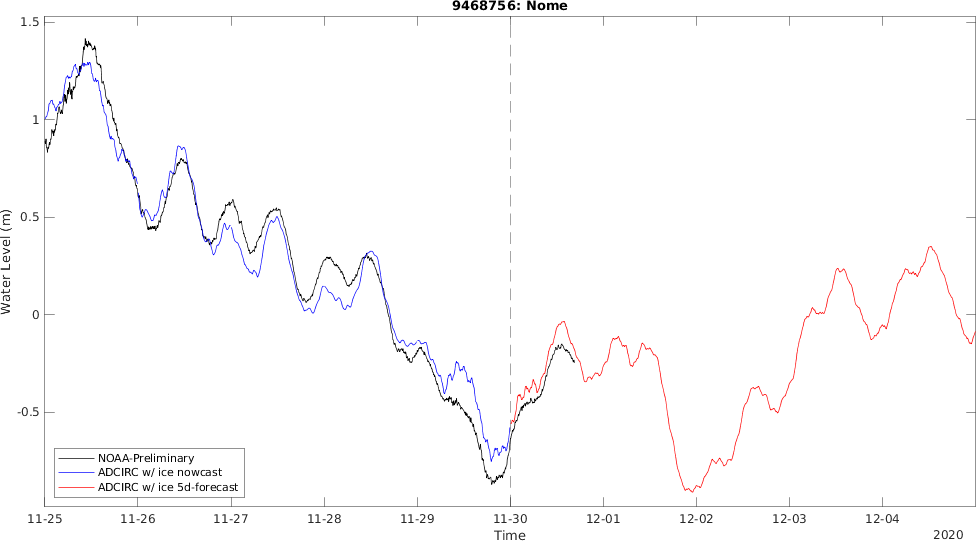 9468756: Nome
1.5
1
0.5
0
-0.5
Water Level (m)
NOAA-Preliminary
ADCIRC w/ ice nowcast
ADCIRC w/ ice 5d-forecast
11-25 11-26 11-27 11-28 11-29 11-30 12-01 12-02 12-03 12-04
Time
2020